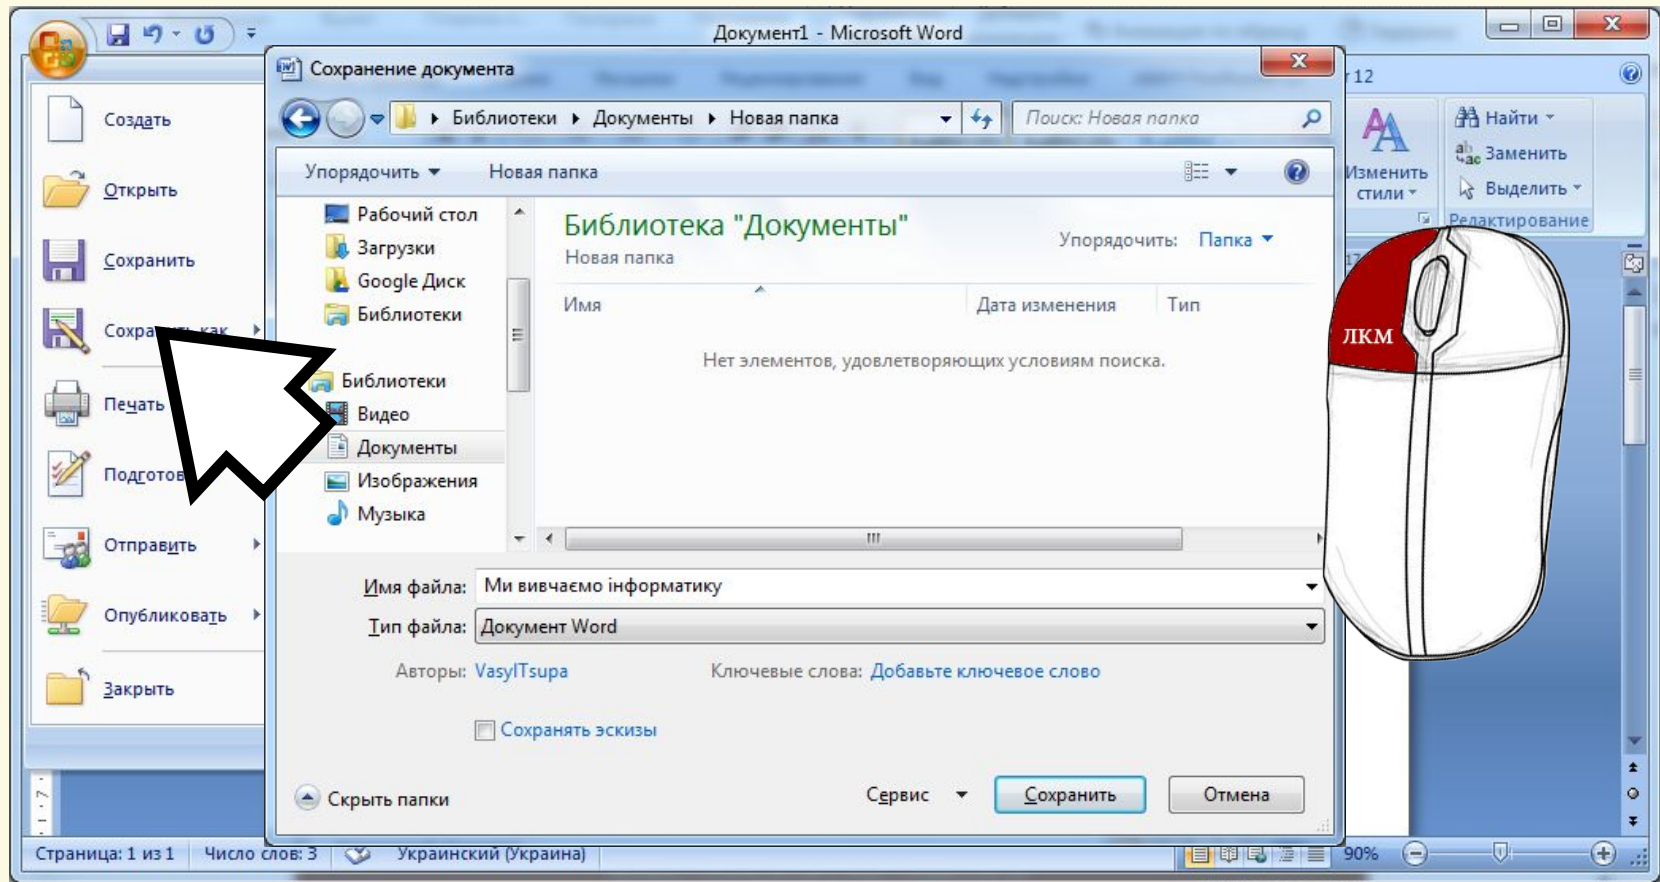 Документ1 - Microsoft Word
Создать
Открыть
Сохранить
Сохранить как
Печать
Отправить
Опубликовать
Закрыть
Сохранение документа
Библиотеки Документы Новая папка
Поиск: Новая папка
Упорядочить Новая папка
Рабочий стол
Загрузки
Google Диск
Библиотеки
Библиотеки
Видео
Документы
Изображения
Музыка
Библиотека "Документы"
Новая папка
Упорядочить: Папка
Имя Дата изменения Тип
Нет элементов, удовлетворяющих условиям поиска.
Имя файла: Ми вивчаємо інформатику
Тип файла: Документ Word
Авторы: VasylTsupa Ключевые слова: Добавьте ключевое слово
Сохранять эскизы
Скрыть папки
Сервис Сохранить Отмена
12
Изменить
стили
Найти
Заменить
Выделить
Редактирование
ЛКМ
Страница: 1 из 1 Число слов: 3 Украинский (Украина) 90%